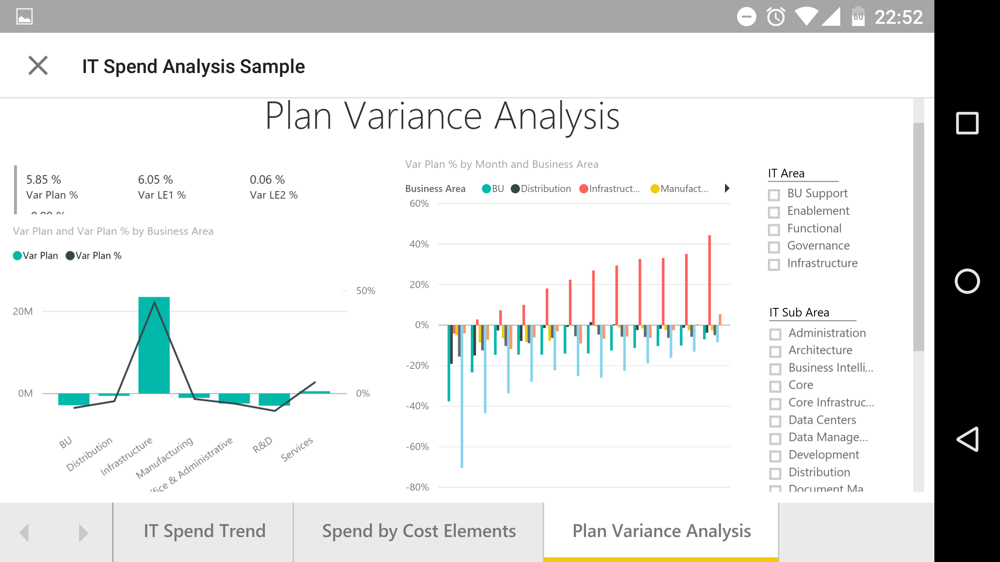 60 22:52
IT Spend Analysis Sample
Plan Variance Analysis
5.85 % 6.05 % 0.06 %
Var Plan % Var LE1 % Var LE2 %
Var Plan and Var Plan % by Business Area
Var Plan Var Plan %
50%
20M
0M 0%
BU
Distribution
Infrastructure
Manufacturing
ffice & Administrative
R&D
Services
Var Plan % by Month and Business Area
Business Area BU Distribution Infrastruct... Manufact...
60%
40%
20%
0%
-20%
-40%
-60%
-80%
IT Area
BU Support
Enablement
Functional
Governance
Infrastructure
IT Sub Area
Administration
Architecture
Business Intelli...
Core
Core Infrastruc...
Data Centers
Data Manage...
Development
Distribution
Document Ma
IT Spend Trend Spend by Cost Elements Plan Variance Analysis